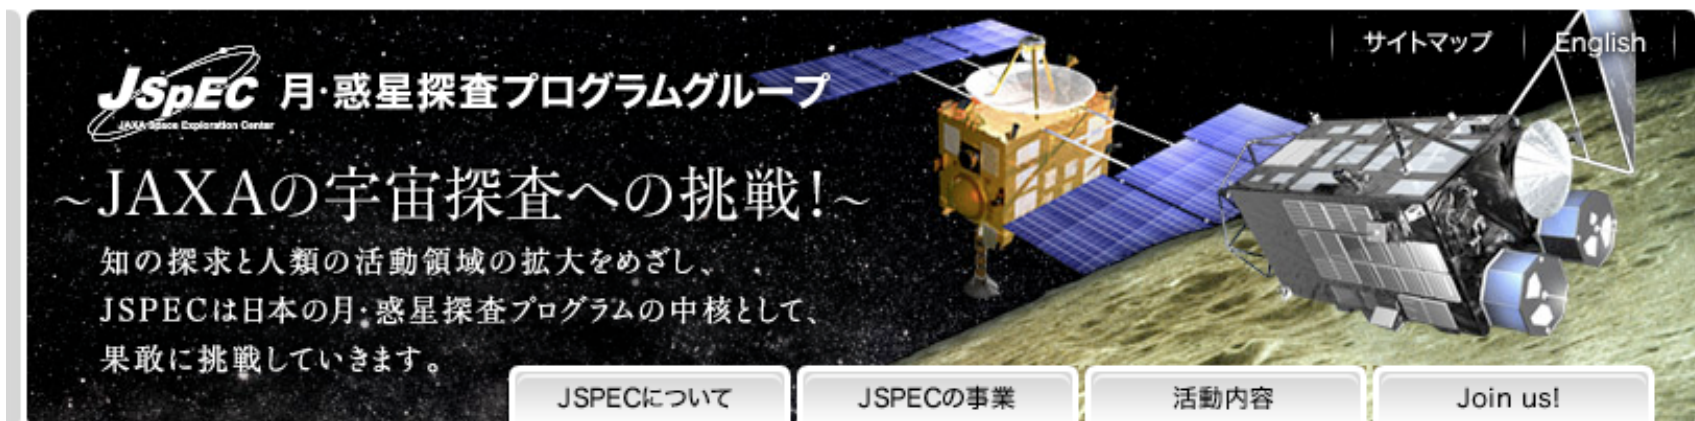 サイトマップ
English
JSpEC 月・惑星探査プログラムグループ
JAXA Space Exploration Center
~JAXAの宇宙探査への挑戦!~
知の探求と人類の活動領域の拡大をめざし、
JSPECは日本の月・惑星探査プログラムの中核として、
果敢に挑戦していきます。
JSPECについて
JSPECの事業
活動内容
Join us!